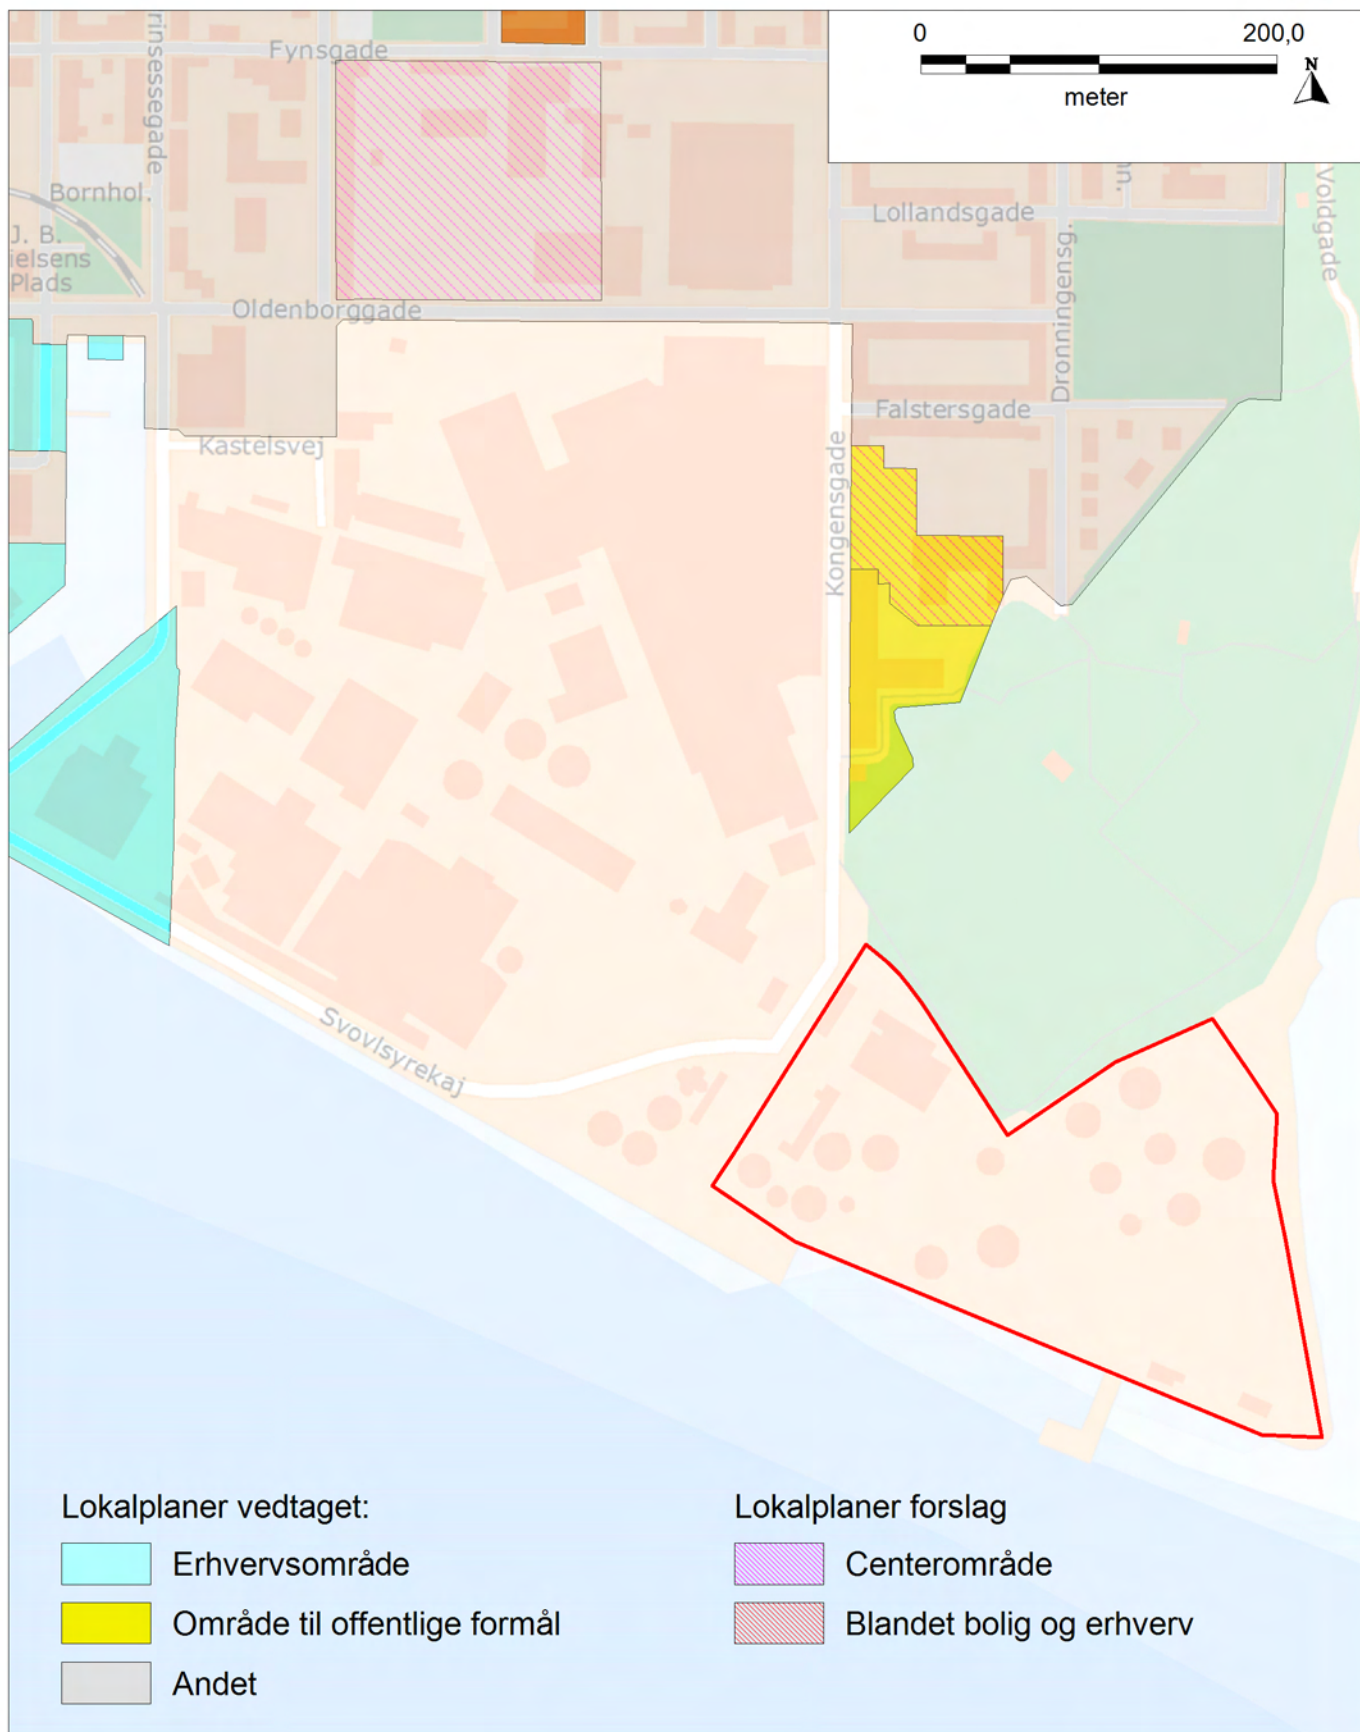 0 200,0
N
meter
Fynsgade
rinsessegade
Bornhol.
J. B.
ielsens
Plads
Oldenborggade
Kastelsvej
Lollandsgade
Voldgade
Dronningensg.
Falstersgade
Kongensgade
Svovlsyrekaj
Lokalplaner vedtaget:
Erhvervsområde
Område til offentlige formål
Andet
Lokalplaner forslag
Centerområde
Blandet bolig og erhverv